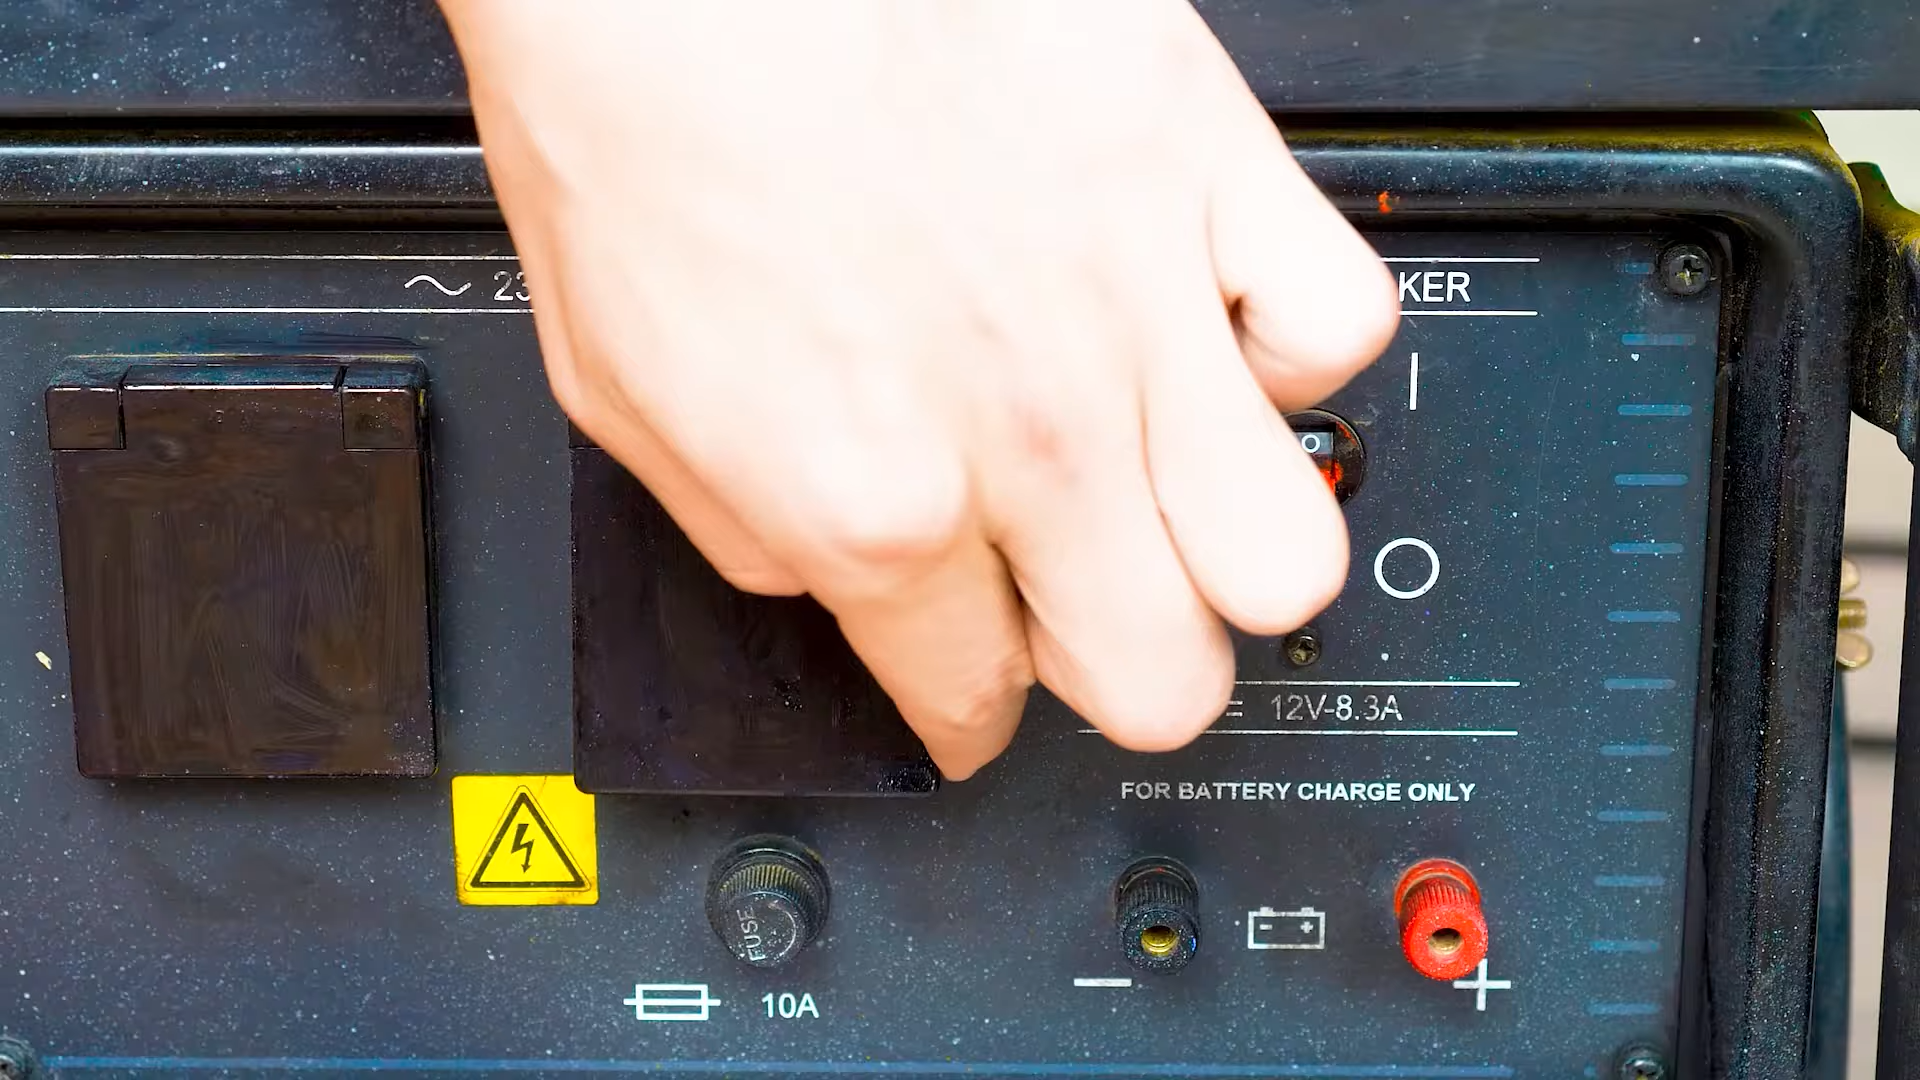 ~ 23
KER
I
O
O
= 12V-8.3A
FOR BATTERY CHARGE ONLY
FUSE
10A
- +
− +